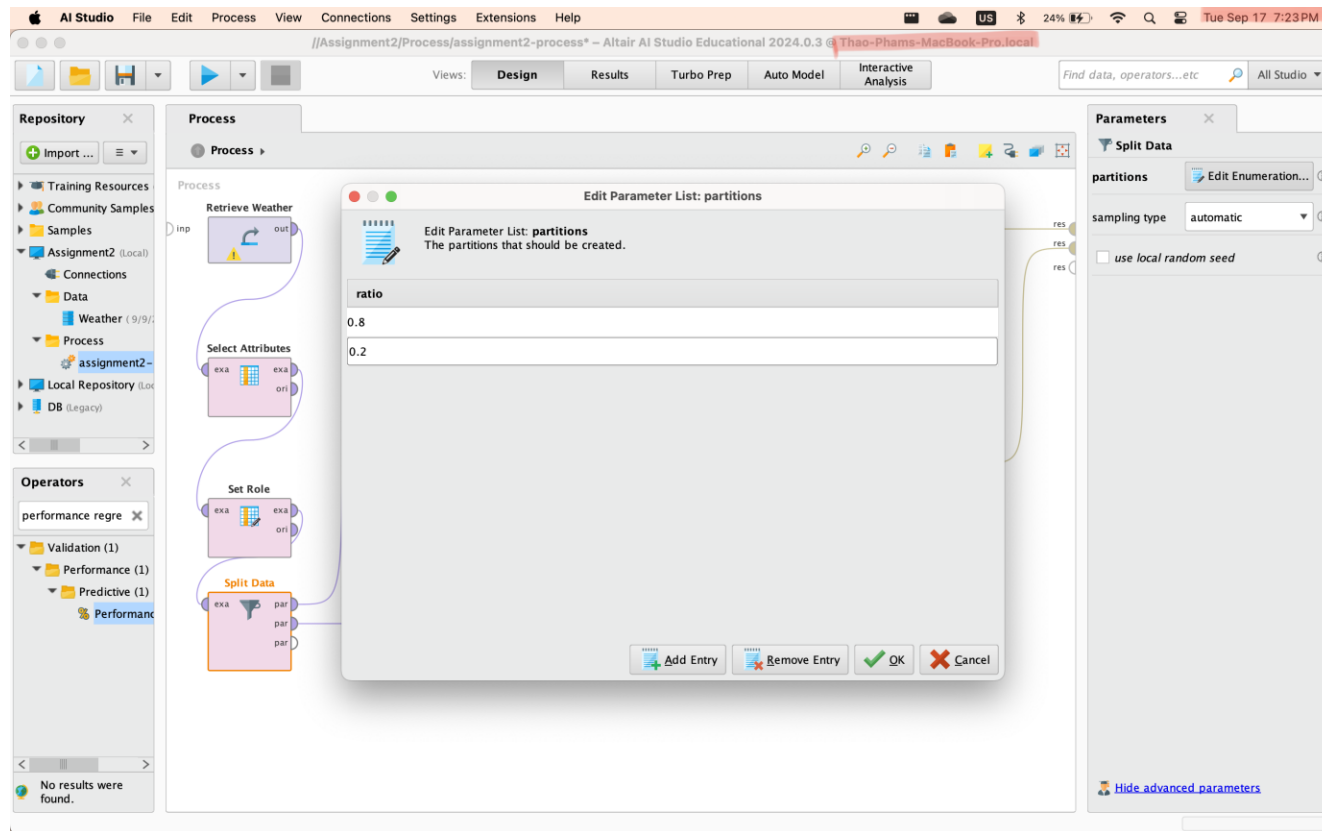 AI Studio File Edit Process View Connections Settings Extensions Help US 24% Tue Sep 17 7:23 PM
//Assignment2/Process/assignment2-process* – Altair AI Studio Educational 2024.0.3 @ Thao-Phams-MacBook-Pro.local
Views: Design Results Turbo Prep Auto Model Interactive Analysis Find data, operators...etc All Studio
Repository
Import ...
Training Resources
Community Samples
Samples
Assignment2 (Local)
Connections
Data
Weather ( 9/9/
Process
assignment2-
Local Repository (Loc
DB (Legacy)
Operators
performance regre
Validation (1)
Performance (1)
Predictive (1)
Performanc
No results were
found.
Process
Process
Process
inp
Retrieve Weather
out
Select Attributes
exa exa
ori
Set Role
exa exa
ori
Split Data
exa par
par
par
res
res
res
Edit Parameter List: partitions
Edit Parameter List: partitions
The partitions that should be created.
ratio
0.8
0.2
Add Entry Remove Entry OK Cancel
Parameters
Split Data
partitions Edit Enumeration...
sampling type automatic
use local random seed
Hide advanced parameters